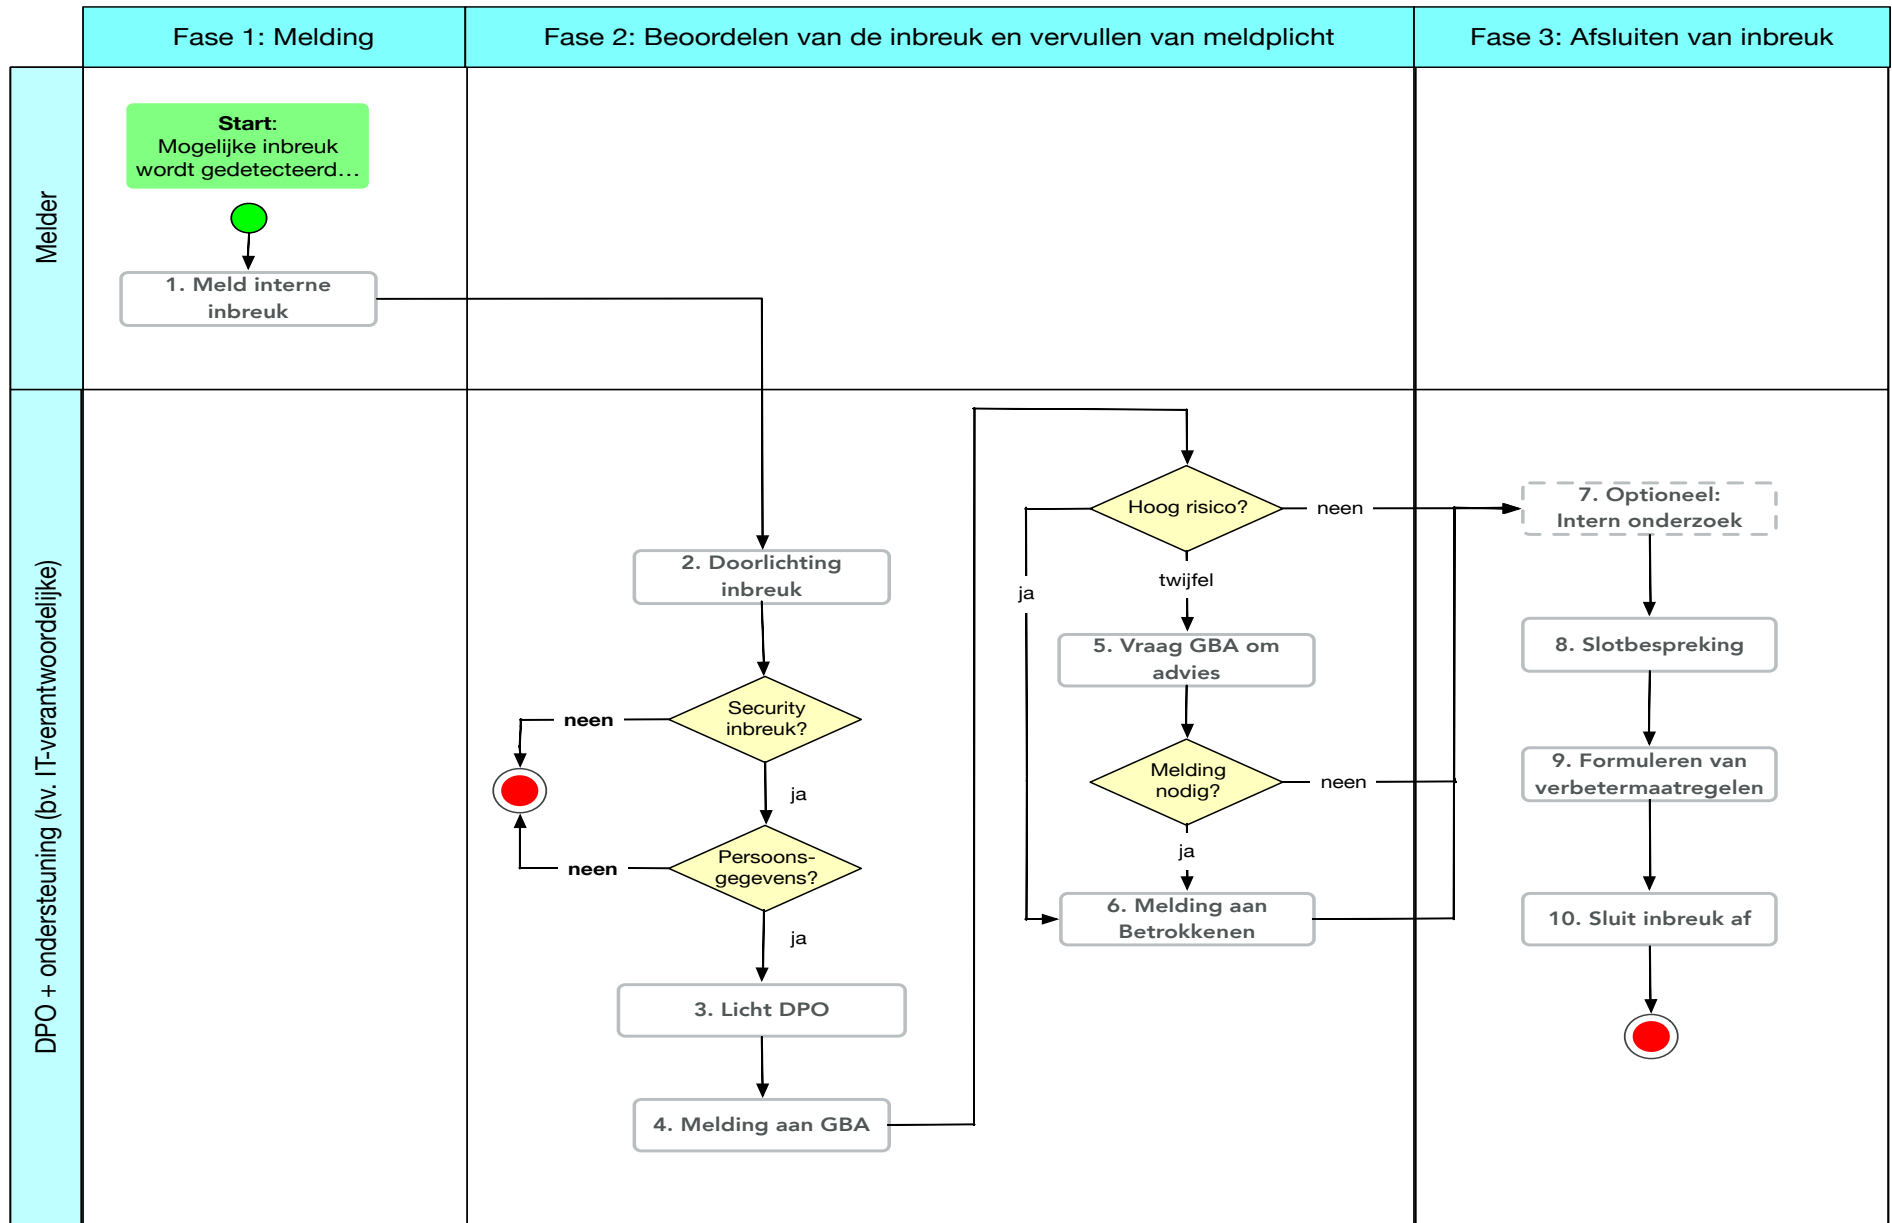 Fase 1: Melding
Fase 2: Beoordelen van de inbreuk en vervullen van meldplicht
Fase 3: Afsluiten van inbreuk
Melder
Start:
Mogelijke inbreuk
wordt gedetecteerd…
1. Meld interne
inbreuk
DPO + ondersteuning (bv. IT-verantwoordelijke)
2. Doorlichting
inbreuk
Security
inbreuk?
neen
ja
Persoons-
gegevens?
neen
ja
3. Licht DPO
4. Melding aan GBA
Hoog risico?
neen
ja
twijfel
5. Vraag GBA om
advies
Melding
nodig?
neen
ja
6. Melding aan
Betrokkenen
7. Optioneel:
Intern onderzoek
8. Slotbespreking
9. Formuleren van
verbetermaatregelen
10. Sluit inbreuk af